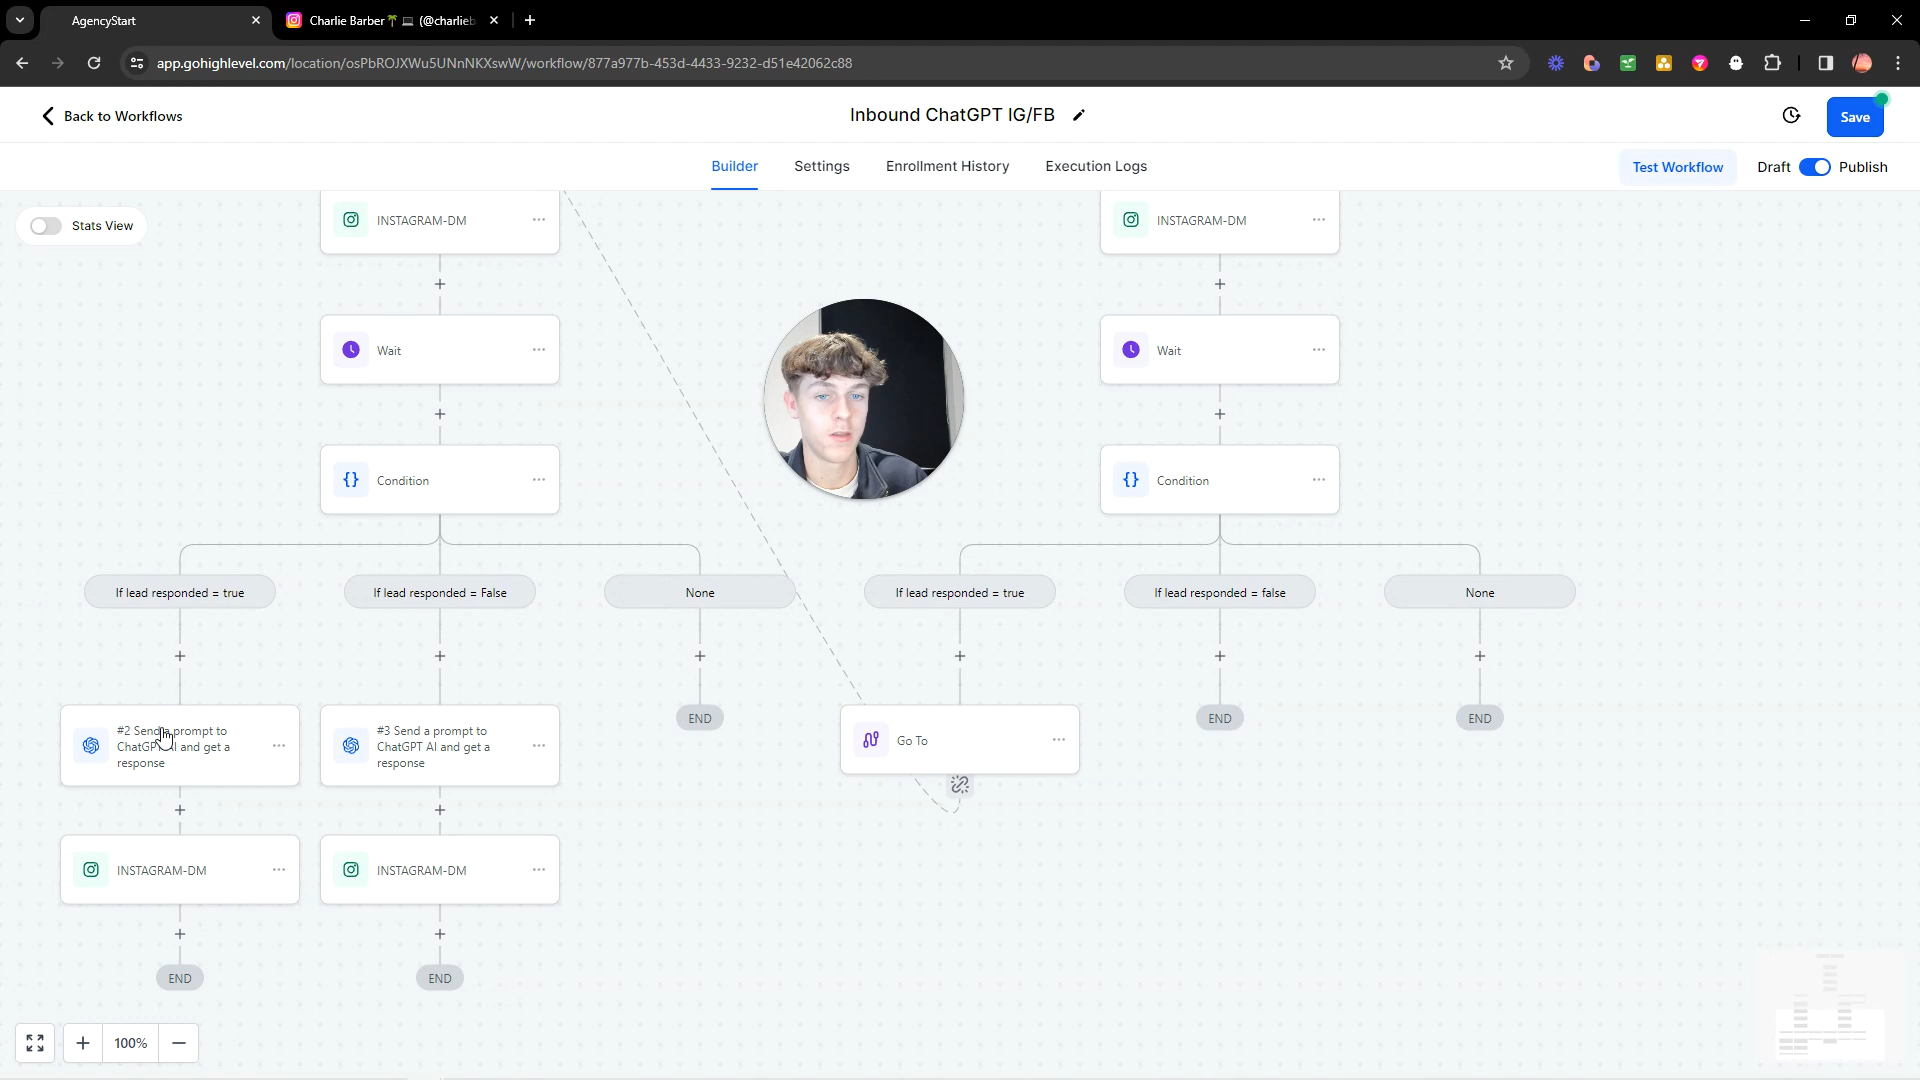 AgencyStart
Charlie Barber🌴 💻 (@charlieb
app.gohighlevel.com/location/osPbROJXWu5UNnNKXswW/workflow/877a977b-453d-4433-9232-d51e42062c88
Back to Workflows
Inbound ChatGPT IG/FB
Save
Builder
Settings
Enrollment History
Execution Logs
Test Workflow
Draft
Publish
Stats View
INSTAGRAM-DM
INSTAGRAM-DM
Wait
Wait
Condition
Condition
If lead responded = true
If lead responded = False
None
If lead responded = true
If lead responded = false
None
#2 Send a prompt to
ChatGPT AI and get a
response
#3 Send a prompt to
ChatGPT AI and get a
response
END
Go To
END
END
INSTAGRAM-DM
INSTAGRAM-DM
END
END
100%